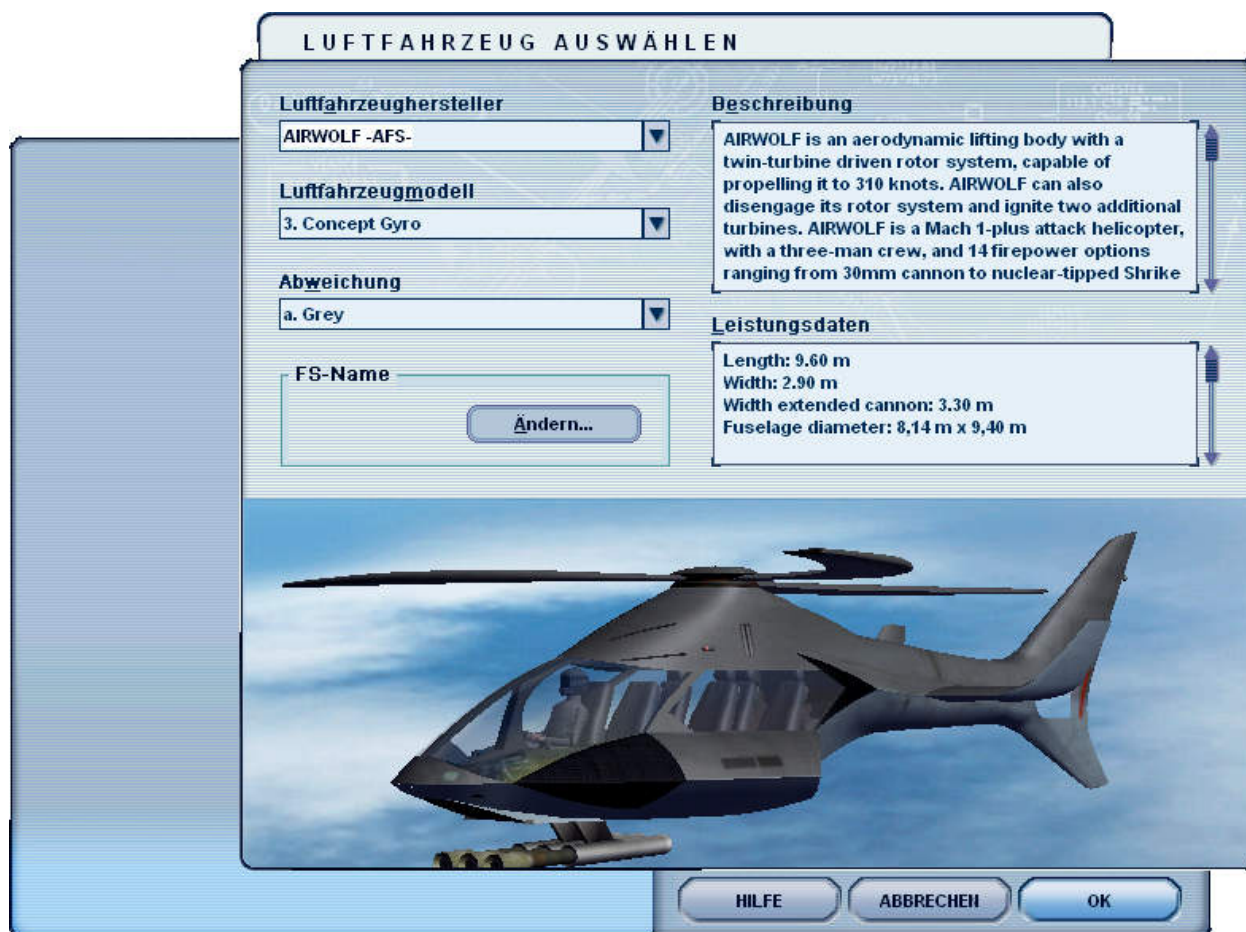 LUFTFAHRZEUG AUSWÄHLEN
Luftfahrzeughersteller
AIRWOLF -AFS-
Luftfahrzeugmodell
3. Concept Gyro
Abweichung
a. Grey
FS-Name
Ändern...
Beschreibung
AIRWOLF is an aerodynamic lifting body with a
twin-turbine driven rotor system, capable of
propelling it to 310 knots. AIRWOLF can also
disengage its rotor system and ignite two additional
turbines. AIRWOLF is a Mach 1-plus attack helicopter,
with a three-man crew, and 14 firepower options
ranging from 30mm cannon to nuclear-tipped Shrike
Leistungsdaten
Length: 9.60 m
Width: 2.90 m
Width extended cannon: 3.30 m
Fuselage diameter: 8,14 m x 9,40 m
HILFE
ABBRECHEN
OK